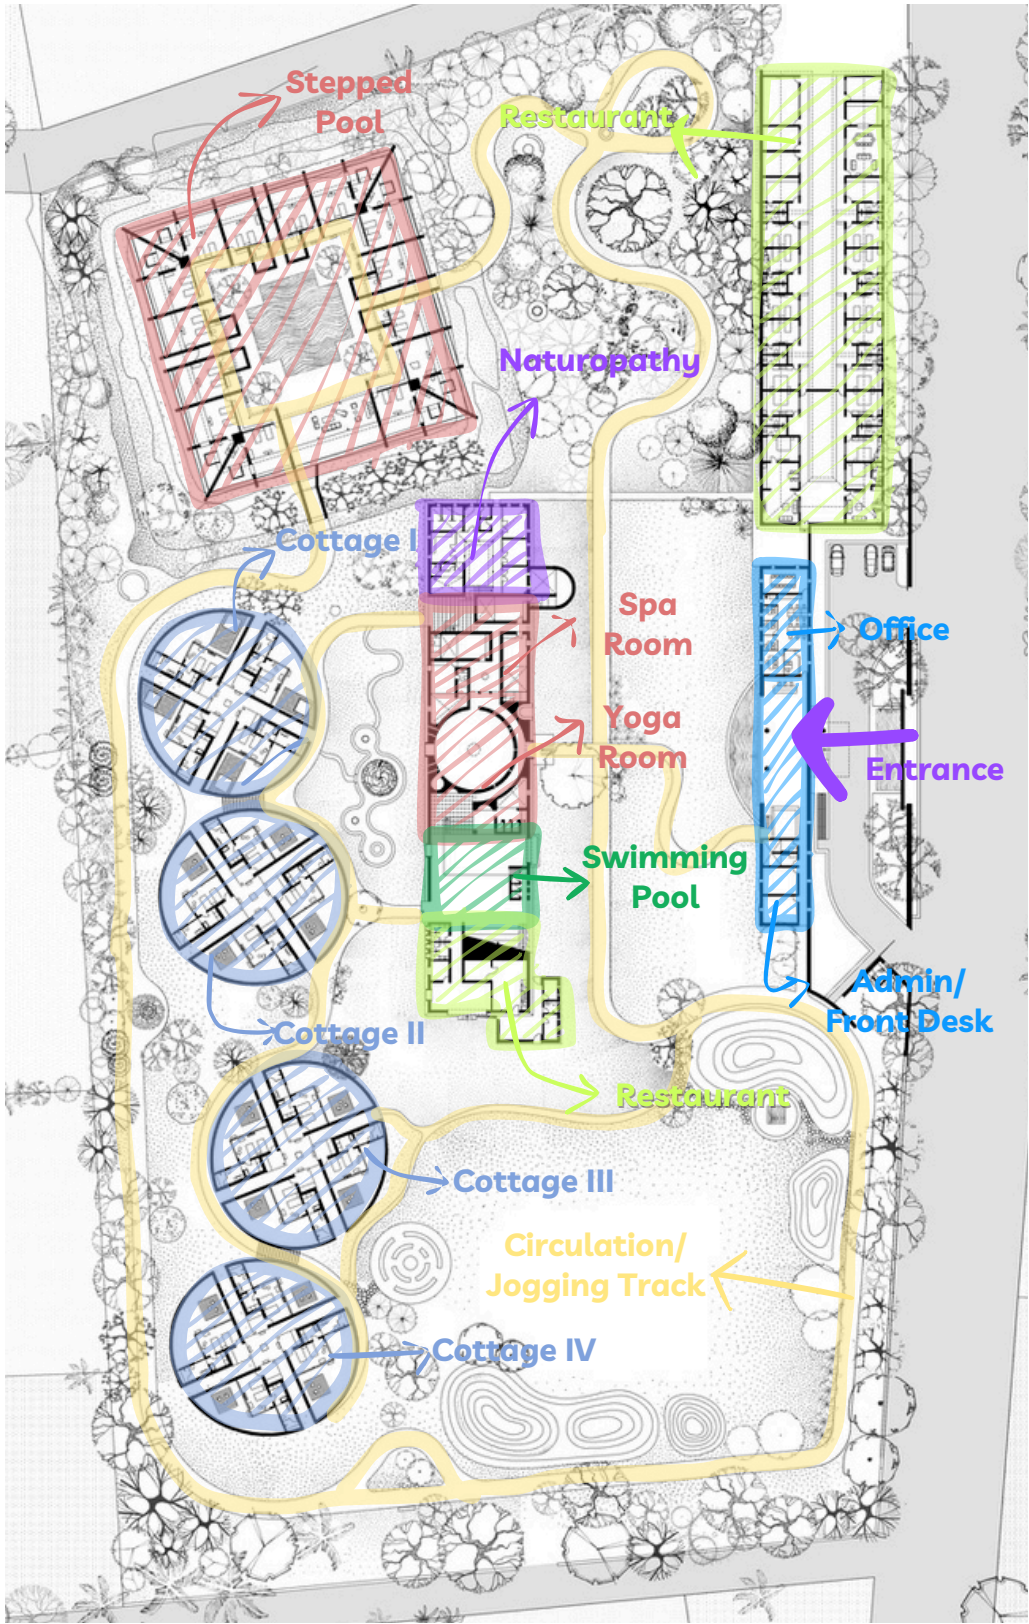 Stepped
Pool
Restaurant
Naturopathy
Cottage I
Spa
Room
Office
Yoga
Room
Entrance
Swimming
Pool
Admin/
Front Desk
Cottage II
Restaurant
Cottage III
Circulation/
Jogging Track
Cottage IV